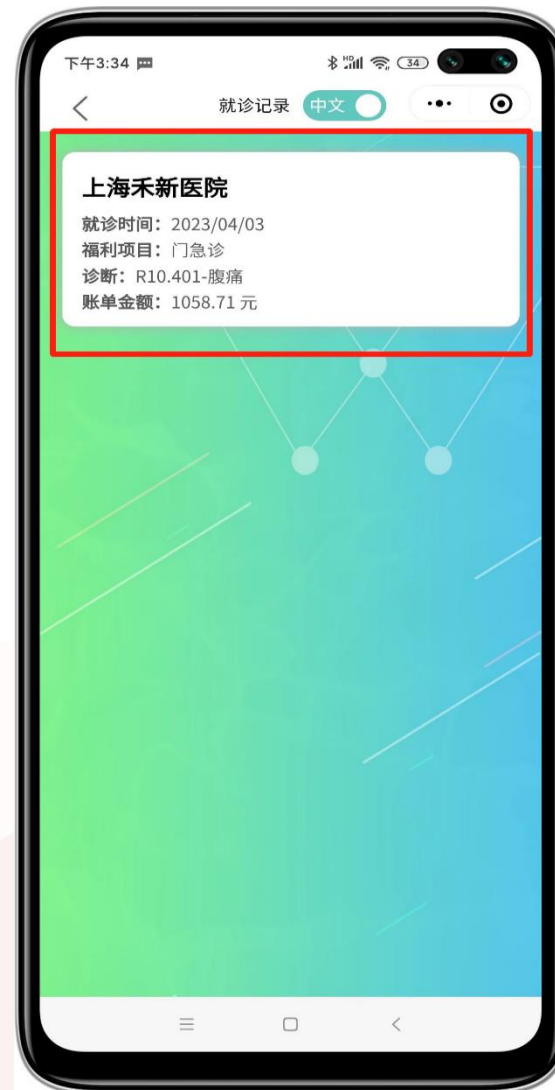 下午3:34
34
就诊记录 中文
上海禾新医院
就诊时间：2023/04/03
福利项目：门急诊
诊断：R10.401-腹痛
账单金额：1058.71 元